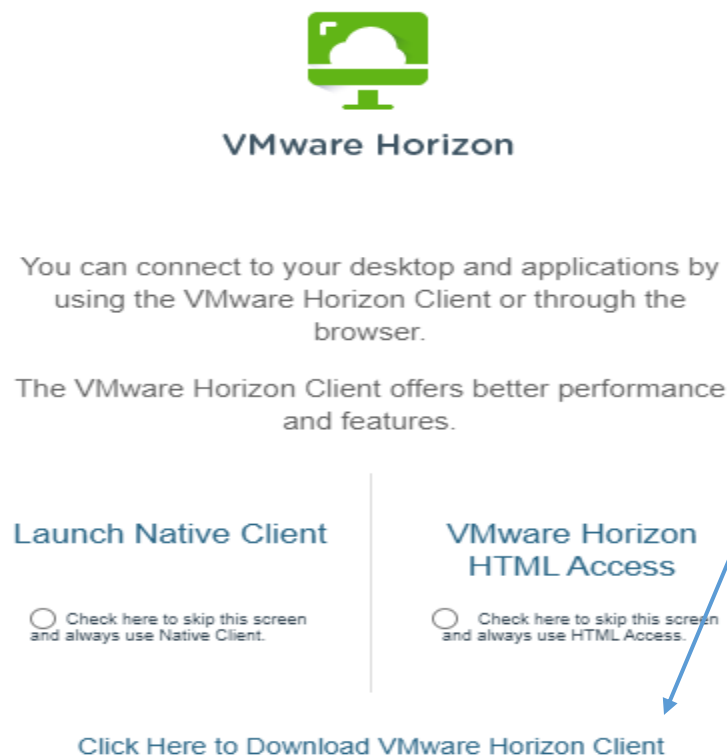 VMware Horizon
You can connect to your desktop and applications by
using the VMware Horizon Client or through the
browser.
The VMware Horizon Client offers better performance
and features.
Launch Native Client
Check here to skip this screen
and always use Native Client.
VMware Horizon
HTML Access
Check here to skip this screen
and always use HTML Access.
Click Here to Download VMware Horizon Client